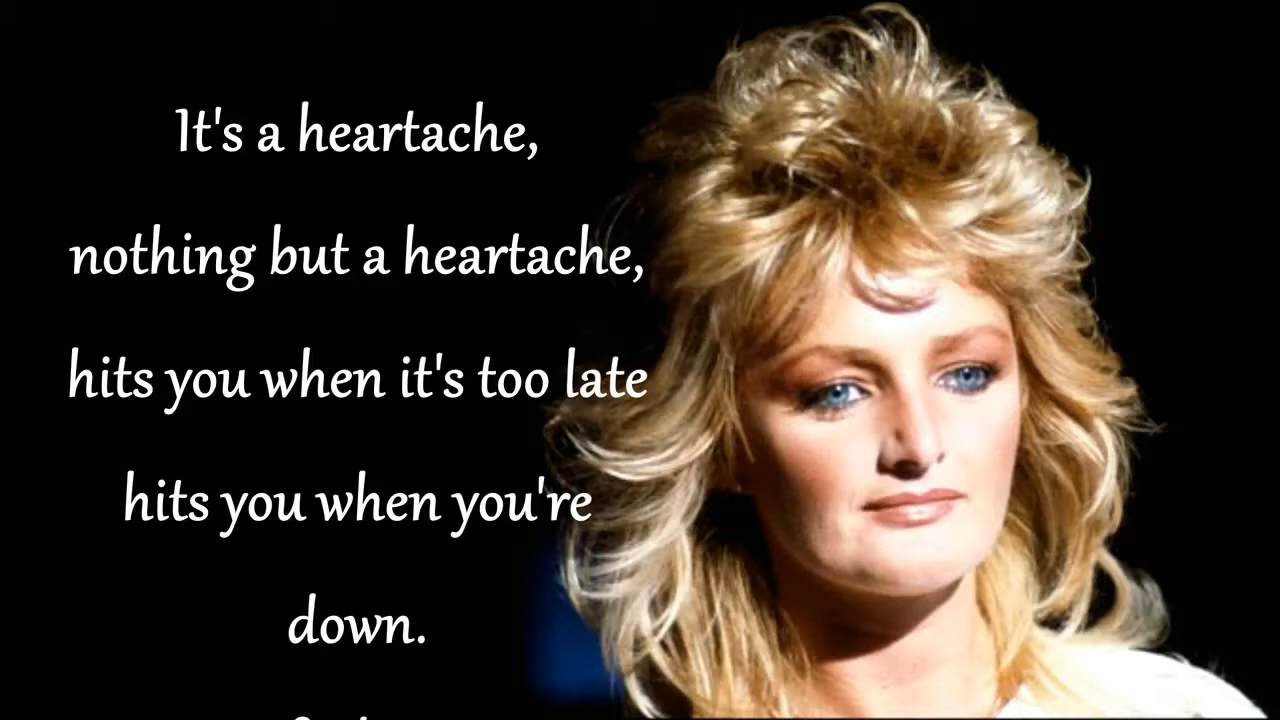 It's a heartache,
nothing but a heartache,
hits you when it's too late
hits you when you're
down.